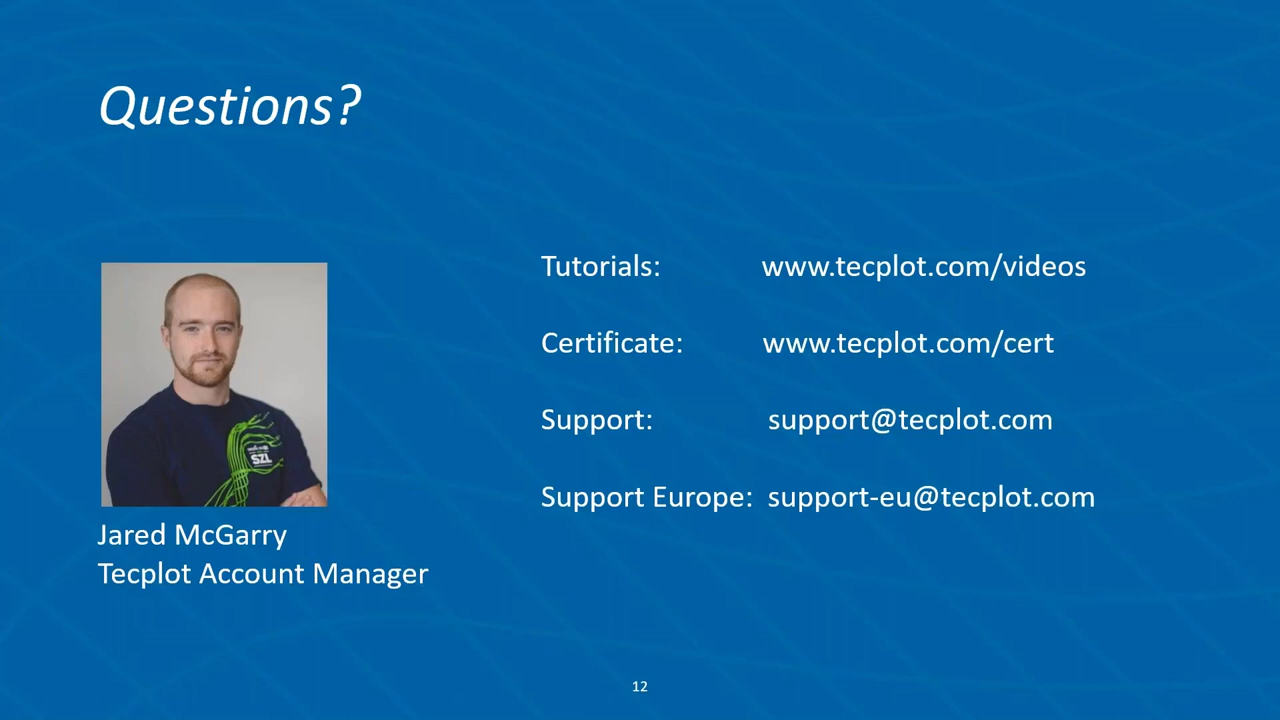 Questions?
Tutorials: www.tecplot.com/videos
Certificate: www.tecplot.com/cert
Support: support@tecplot.com
Support Europe: support-eu@tecplot.com
SZL
Jared McGarry
Tecplot Account Manager
12